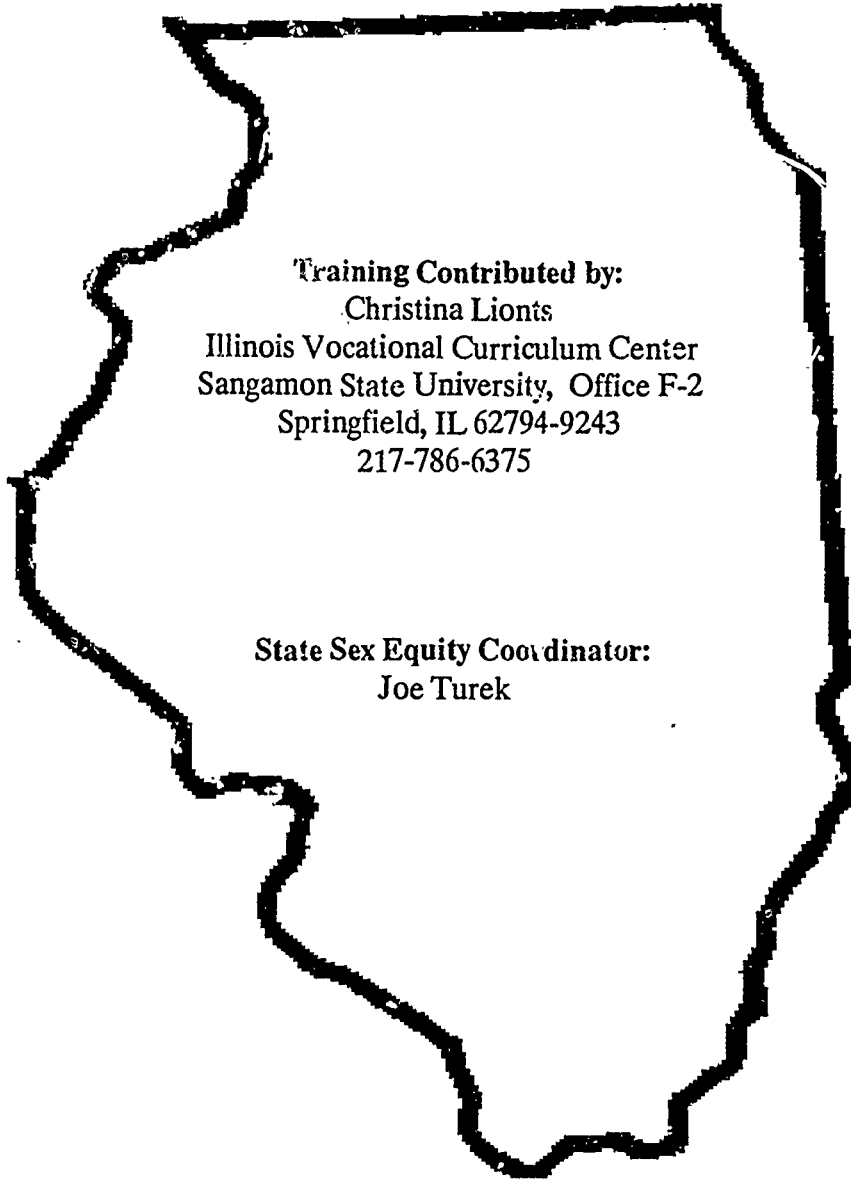 Training Contributed by:
Christina Lionts
Illinois Vocational Curriculum Center
Sangamon State University, Office F-2
Springfield, IL 62794-9243
217-786-6375
State Sex Equity Coordinator:
Joe Turek